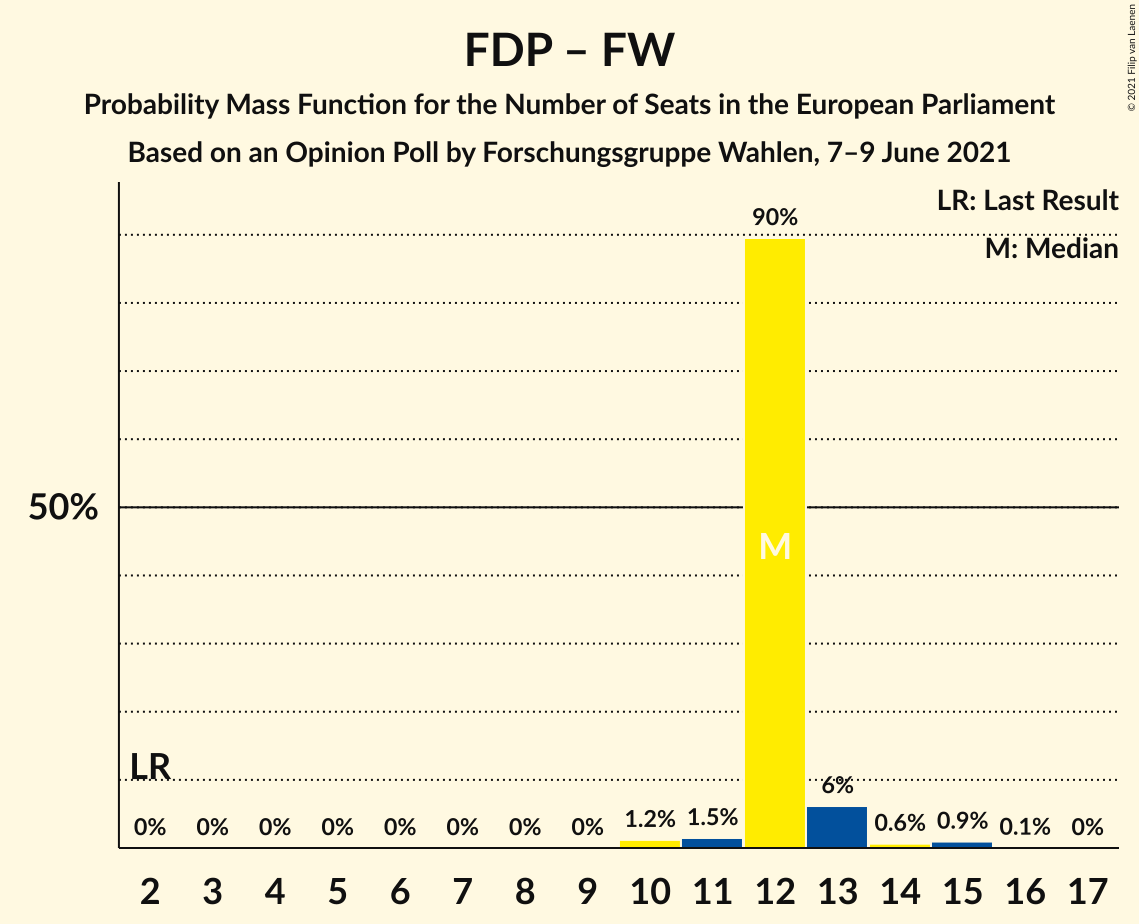 FDP – FW
Probability Mass Function for the Number of Seats in the European Parliament
Based on an Opinion Poll by Forschungsgruppe Wahlen, 7–9 June 2021
© 2021 Filip van Laenen
LR: Last Result
M: Median
90%
50%
M
LR
0% 0% 0% 0% 0% 0% 0% 0% 1.2% 1.5% 6% 0.6% 0.9% 0.1% 0%
2 3 4 5 6 7 8 9 10 11 12 13 14 15 16 17